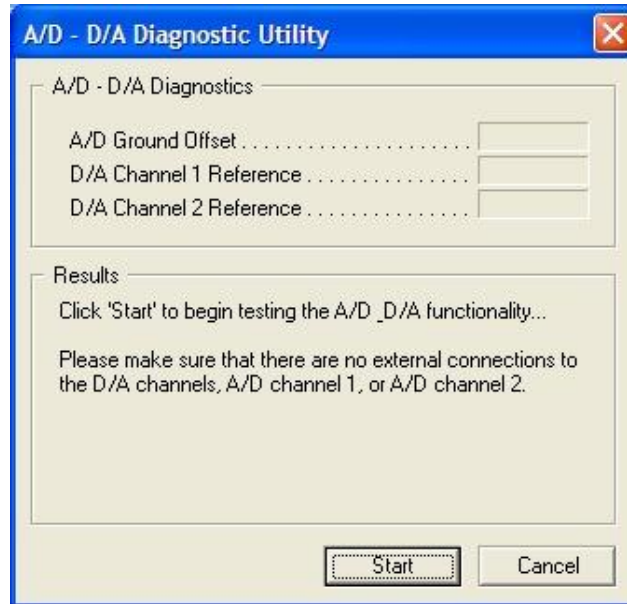 A/D - D/A Diagnostic Utility
A/D - D/A Diagnostics
A/D Ground Offset . . . . . . . . . . . . . . . . . . . . .
D/A Channel 1 Reference . . . . . . . . . . . . . . .
D/A Channel 2 Reference . . . . . . . . . . . . . . .
Results
Click 'Start' to begin testing the A/D _D/A functionality...
Please make sure that there are no external connections to
the D/A channels, A/D channel 1, or A/D channel 2.
Start Cancel